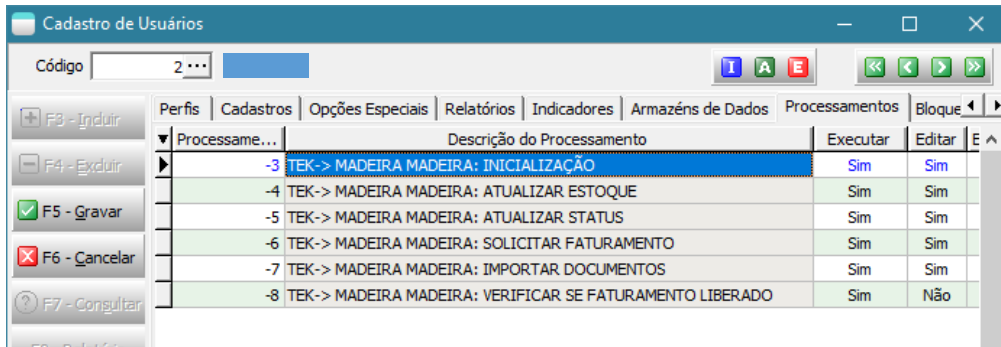 Cadastro de Usuários
Código 2 ...
I A E
F3 - Incluir
F4 - Excluir
F5 - Gravar
F6 - Cancelar
F7 - Consultar
Perfis Cadastros Opções Especiais Relatórios Indicadores Armazéns de Dados Processamentos Bloque
Processame... Descrição do Processamento Executar Editar E
-3 TEK-> MADEIRA MADEIRA: INICIALIZAÇÃO Sim Sim
-4 TEK-> MADEIRA MADEIRA: ATUALIZAR ESTOQUE Sim Sim
-5 TEK-> MADEIRA MADEIRA: ATUALIZAR STATUS Sim Sim
-6 TEK-> MADEIRA MADEIRA: SOLICITAR FATURAMENTO Sim Sim
-7 TEK-> MADEIRA MADEIRA: IMPORTAR DOCUMENTOS Sim Sim
-8 TEK-> MADEIRA MADEIRA: VERIFICAR SE FATURAMENTO LIBERADO Sim Não